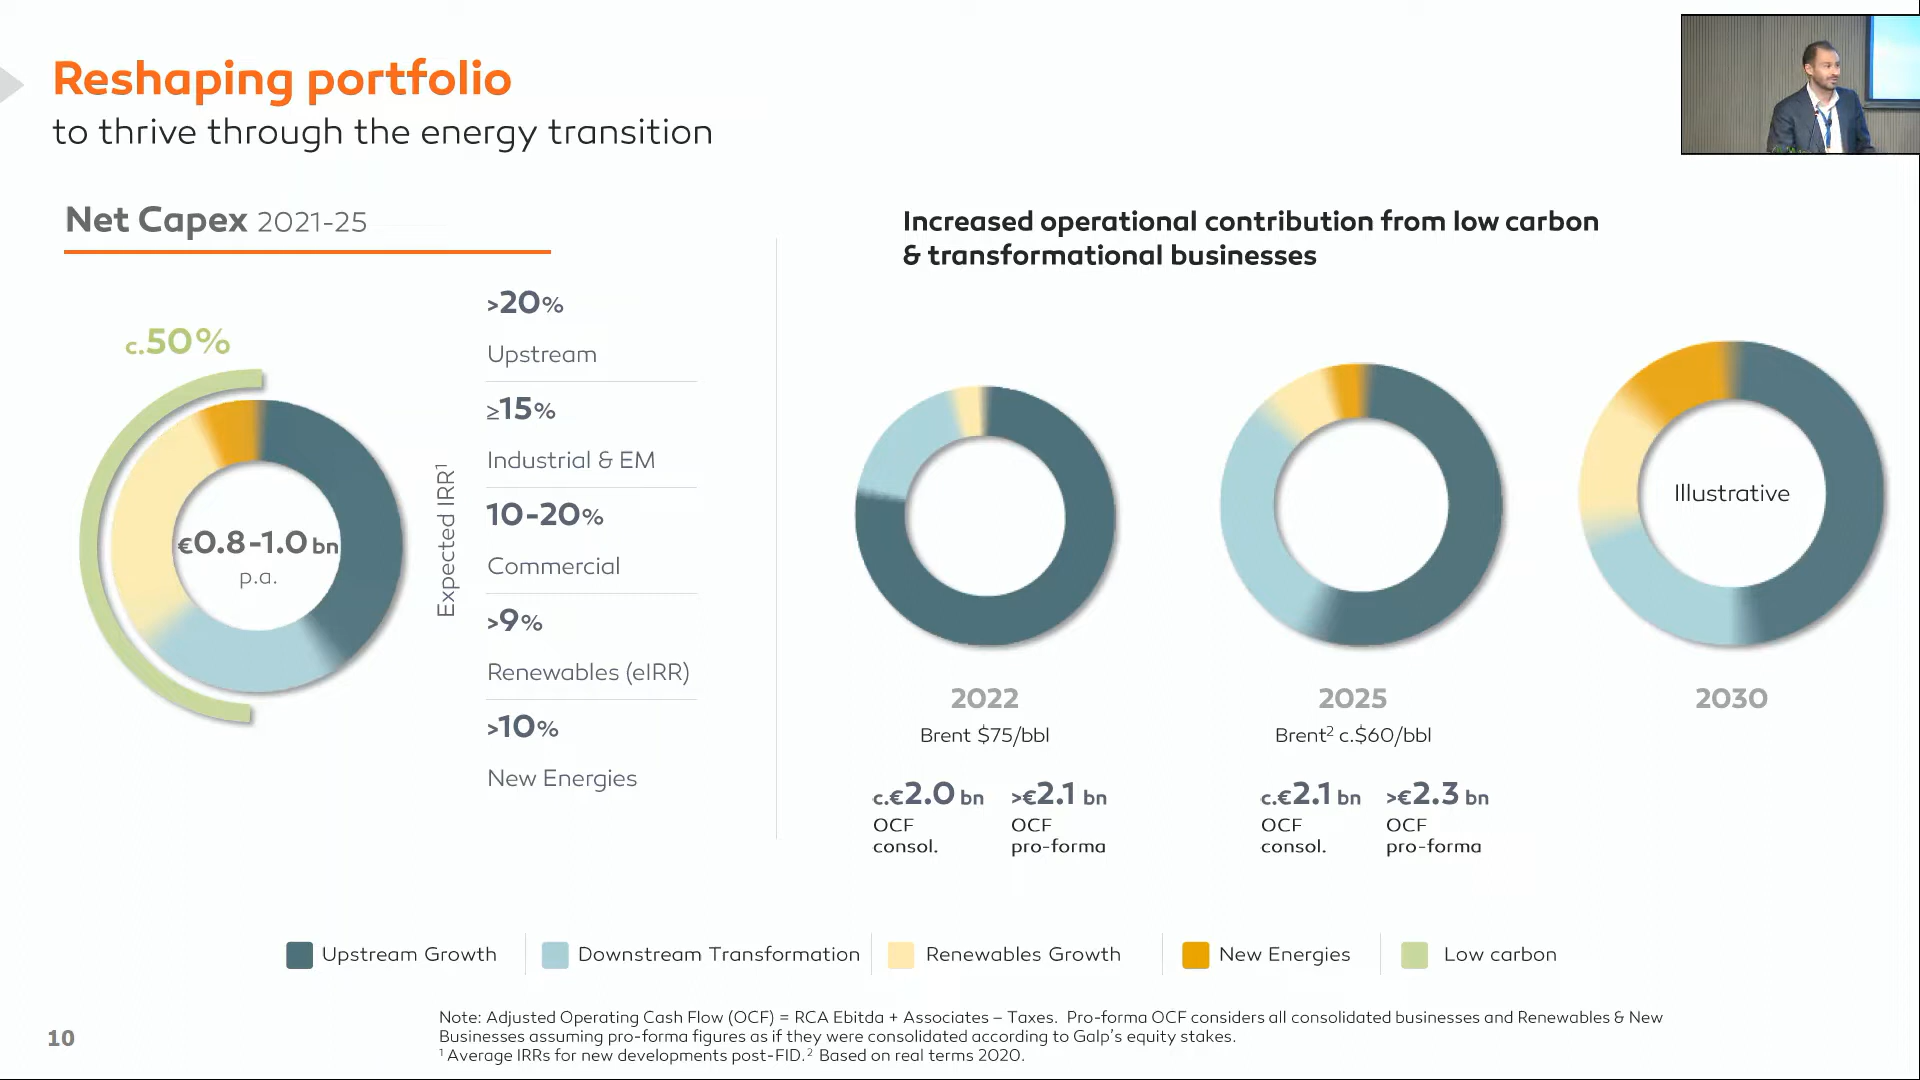 Reshaping portfolio
to thrive through the energy transition
Net Capex 2021-25
c.50%
€0.8-1.0 bn
p.a.
Expected IRR¹
>20%
Upstream
≥15%
Industrial & EM
10-20%
Commercial
>9%
Renewables (eIRR)
>10%
New Energies
Increased operational contribution from low carbon
& transformational businesses
Illustrative
2022
Brent $75/bbl
c.€2.0 bn
OCF
consol.
>€2.1 bn
OCF
pro-forma
2025
Brent² c.$60/bbl
c.€2.1 bn
OCF
consol.
>€2.3 bn
OCF
pro-forma
2030
Upstream Growth
Downstream Transformation
Renewables Growth
New Energies
Low carbon
Note: Adjusted Operating Cash Flow (OCF) = RCA Ebitda + Associates – Taxes. Pro-forma OCF considers all consolidated businesses and Renewables & New
Businesses assuming pro-forma figures as if they were consolidated according to Galp's equity stakes.
¹ Average IRRs for new developments post-FID. ² Based on real terms 2020.
10